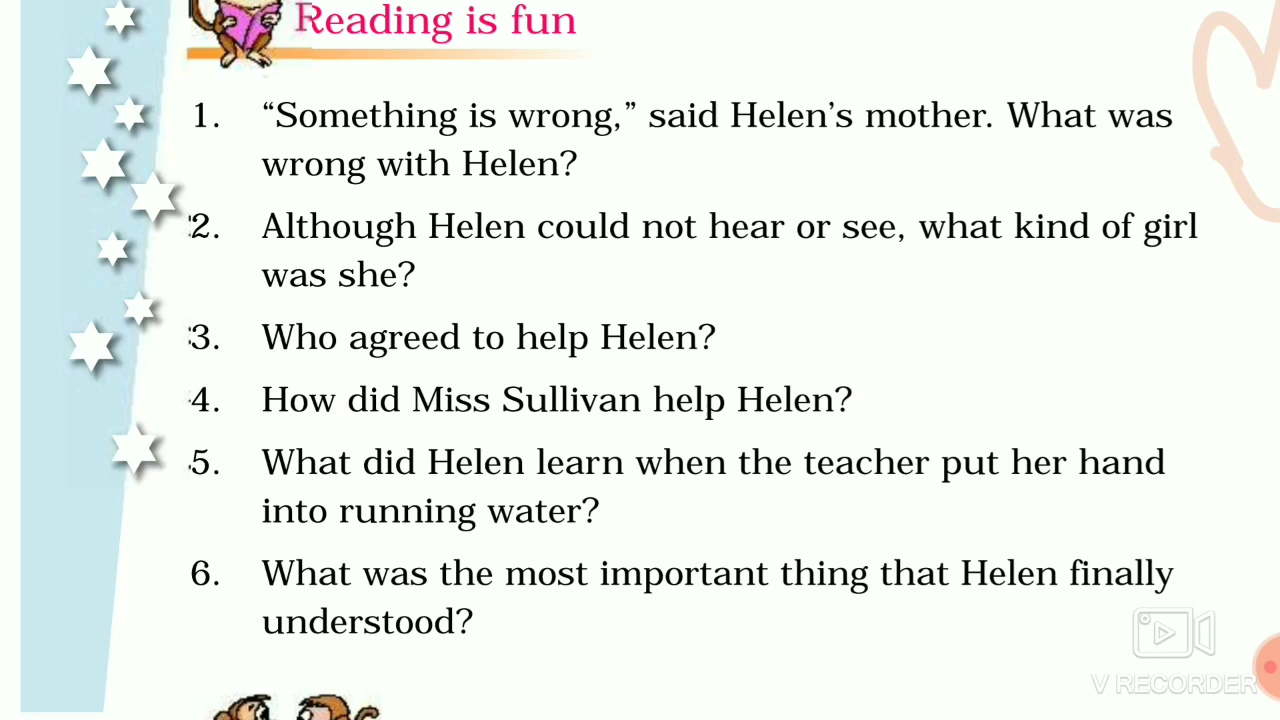 Reading is fun
1. “Something is wrong,” said Helen’s mother. What was
wrong with Helen?
2. Although Helen could not hear or see, what kind of girl
was she?
3. Who agreed to help Helen?
4. How did Miss Sullivan help Helen?
5. What did Helen learn when the teacher put her hand
into running water?
6. What was the most important thing that Helen finally
understood?
V RECORDER